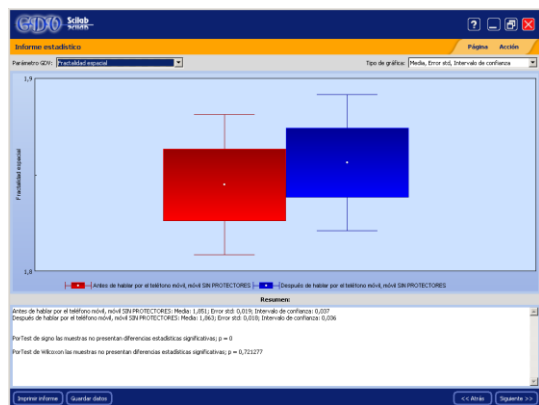 GDV Scilab
Scilab
Informe estadístico
Página Acción
Parámetro GDV: Fractalidad espacial
Tipo de gráfica: Media, Error std, Intervalo de confianza
1,9
Fractalidad espacial
1,8
Antes de hablar por el teléfono móvil, móvil SIN PROTECTORES
Después de hablar por el teléfono móvil, móvil SIN PROTECTORES
Resumen:
Antes de hablar por el teléfono móvil, móvil SIN PROTECTORES: Media: 1,851; Error std: 0,019; Intervalo de confianza: 0,037
Después de hablar por el teléfono móvil, móvil SIN PROTECTORES: Media: 1,863; Error std: 0,018; Intervalo de confianza: 0,036
PorTest de signo las muestras no presentan diferencias estadísticas significativas; p = 0
PorTest de Wilcoxon las muestras no presentan diferencias estadísticas significativas; p = 0,721277
Imprimir informe Guardar datos << Atrás Siguiente >>